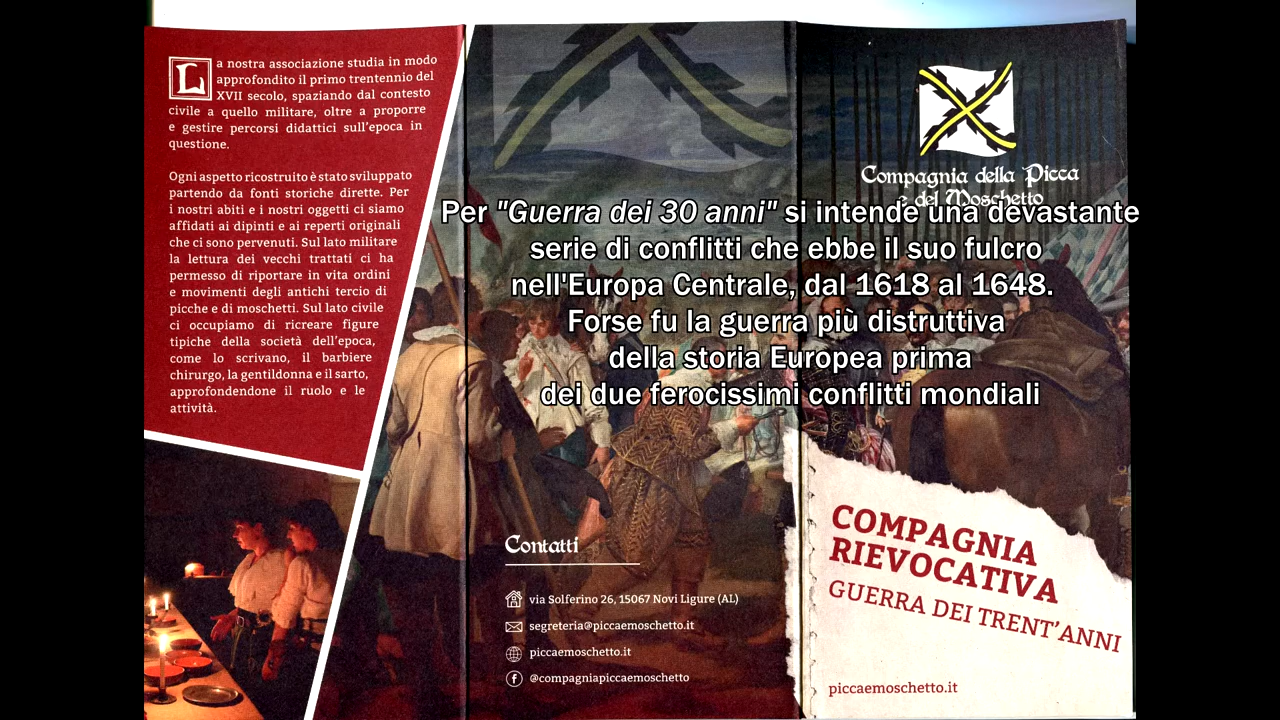 La nostra associazione studia in modo
approfondito il primo trentennio del
XVII secolo, spaziando dal contesto
civile a quello militare, oltre a proporre
e gestire percorsi didattici sull'epoca in
questione.
Ogni aspetto ricostruito è stato sviluppato
partendo da fonti storiche dirette. Per
i nostri abiti e i nostri oggetti ci siamo
affidati ai dipinti e ai reperti originali
che ci sono pervenuti. Sul lato militare
la lettura dei vecchi trattati ci ha
permesso di riportare in vita ordini
e movimenti degli antichi tercio di
picche e di moschetti. Sul lato civile
ci occupiamo di ricreare figure
tipiche della società dell'epoca,
come lo scrivano, il barbiere
chirurgo, la gentildonna e il sarto,
approfondendone il ruolo e le
attività.
Compagnia della Picca
e del Moschetto
Per "Guerra dei 30 anni" si intende una devastante
serie di conflitti che ebbe il suo fulcro
nell'Europa Centrale, dal 1618 al 1648.
Forse fu la guerra più distruttiva
della storia Europea prima
dei due ferocissimi conflitti mondiali
Contatti
via Solferino 26, 15067 Novi Ligure (AL)
segreteria@piccaemoschetto.it
piccaemoschetto.it
@compagniapiccaemoschetto
COMPAGNIA
RIEVOCATIVA
GUERRA DEI TRENT'ANNI
piccaemoschetto.it